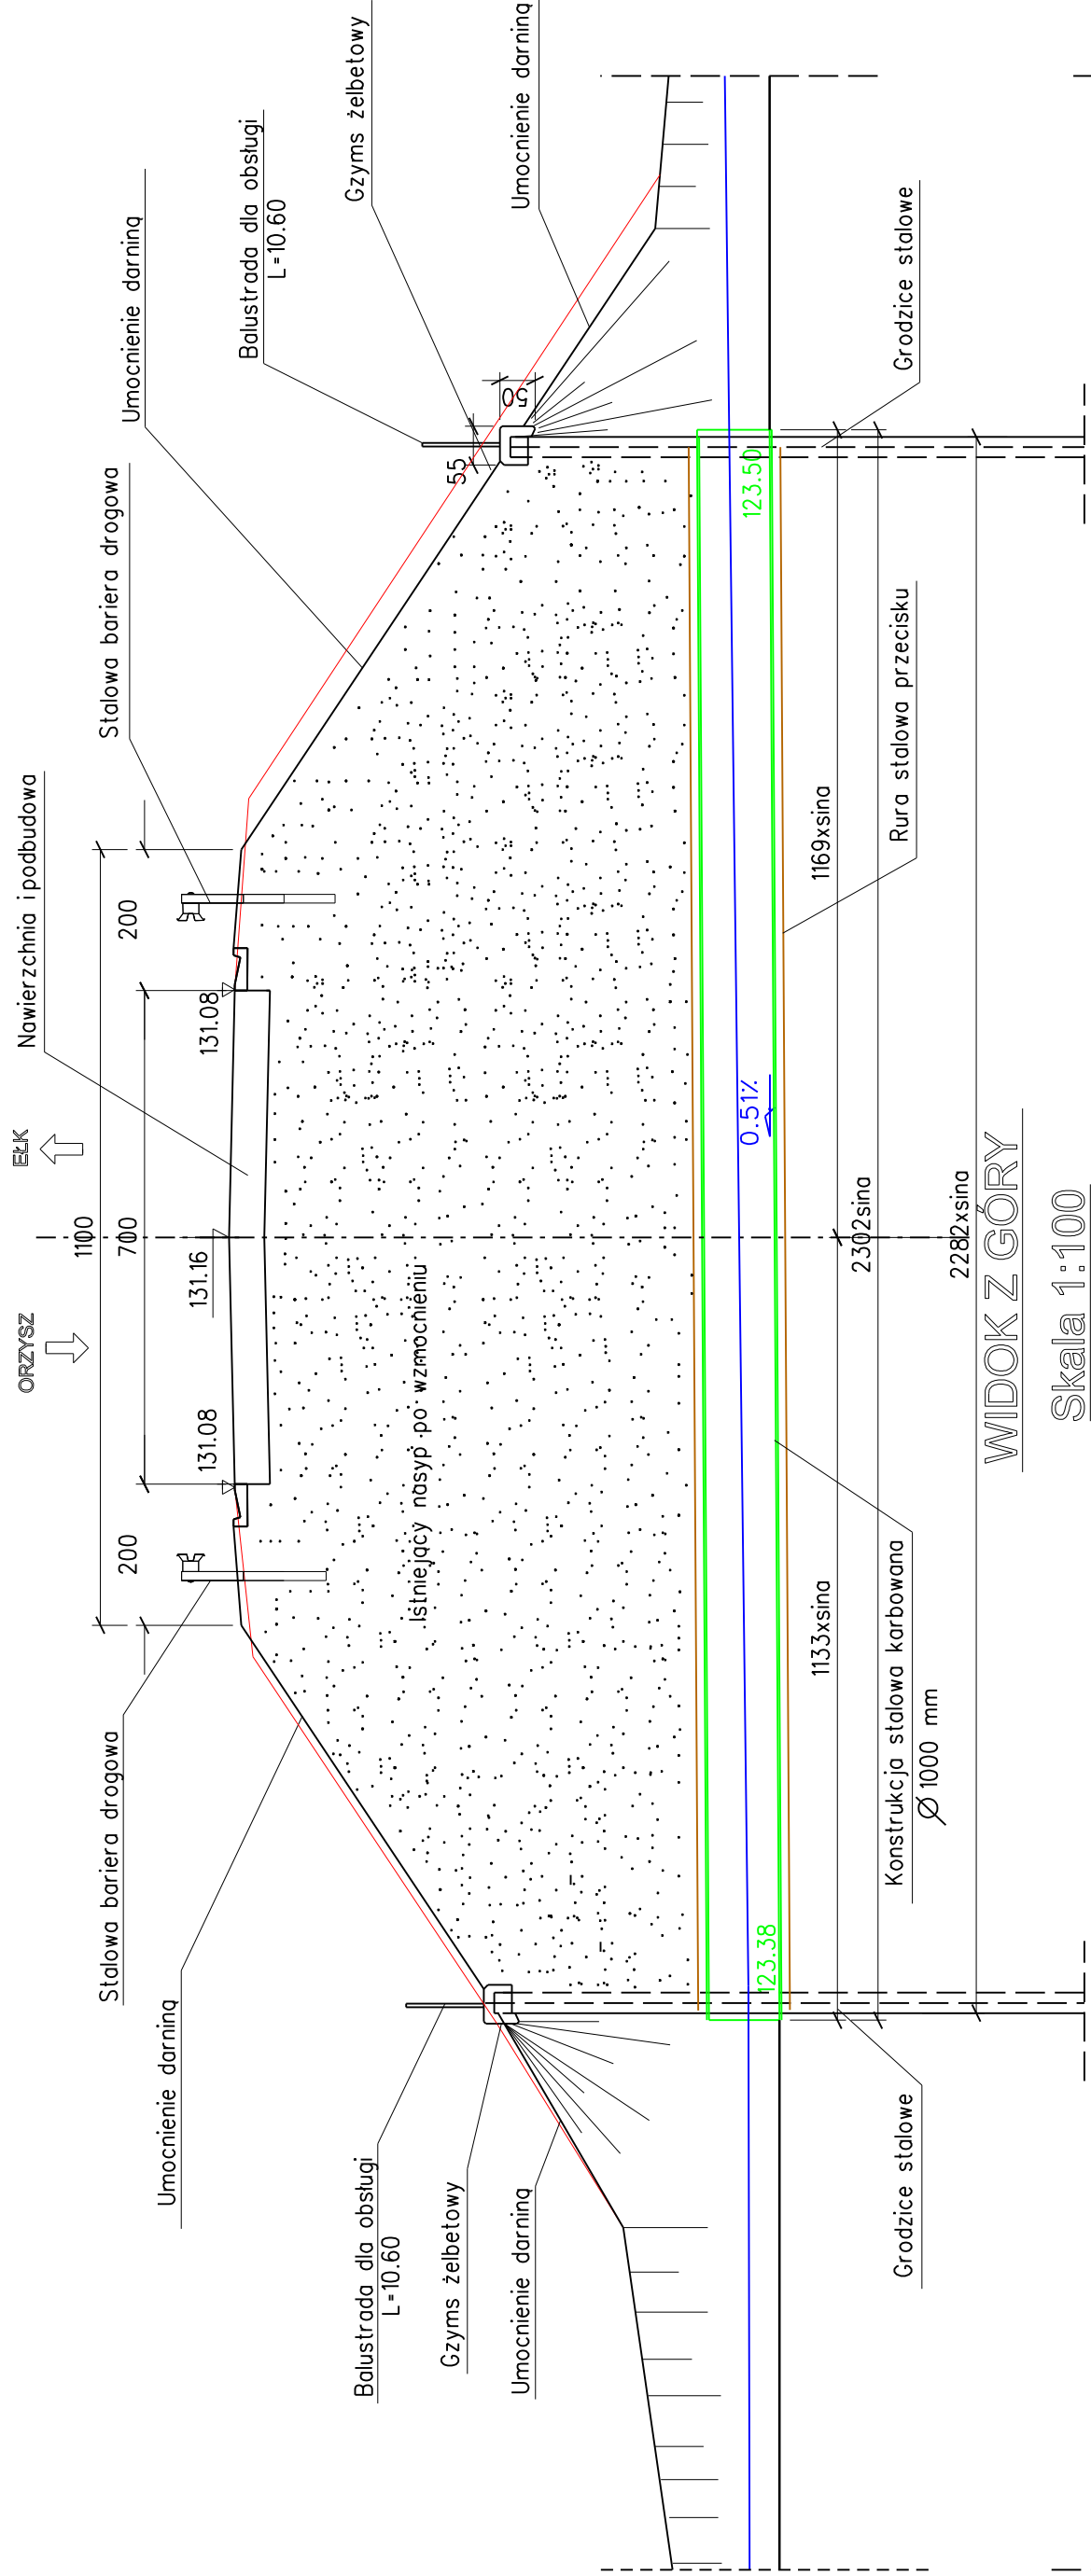 ORZYSZ
EŁK
Nawierzchnia i podbudowa
1100
200
700
200
Stalowa bariera drogowa
Stalowa bariera drogowa
Umocnienie darniną
Umocnienie darniną
131.08
131.16
131.08
Balustrada dla obsługi
L=10.60
Balustrada dla obsługi
L=10.60
Gzyms żelbetowy
Gzyms żelbetowy
Umocnienie darniną
Umocnienie darniną
55
50
Istniejący nasyp po wzmocnieniu
123.38
0.51%
123.50
1133xsina
1169xsina
2302sina
2282xsina
Konstrukcja stalowa karbowana
Ø 1000 mm
Rura stalowa przecisku
Grodzice stalowe
Grodzice stalowe
WIDOK Z GÓRY
Skala 1:100